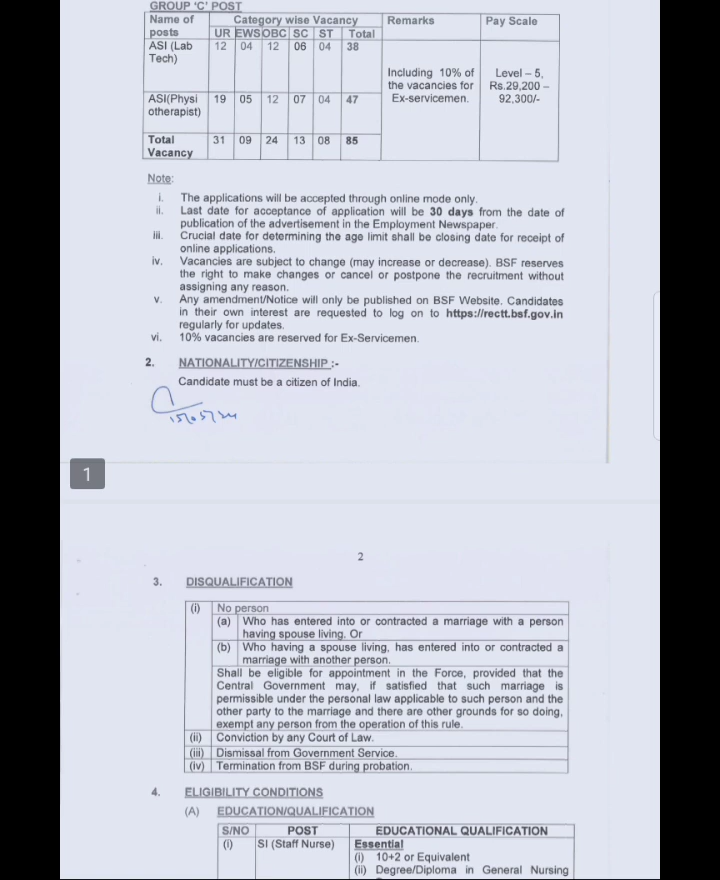 GROUP 'C' POST
Name of posts | Category wise Vacancy | Remarks | Pay Scale
UR | EWS | OBC | SC | ST | Total
ASI (Lab Tech) | 12 | 04 | 12 | 06 | 04 | 38
Including 10% of the vacancies for Ex-servicemen. | Level – 5, Rs.29,200 – 92,300/-
ASI(Physiotherapist) | 19 | 05 | 12 | 07 | 04 | 47
Total Vacancy | 31 | 09 | 24 | 13 | 08 | 85
Note:
i. The applications will be accepted through online mode only.
ii. Last date for acceptance of application will be 30 days from the date of
publication of the advertisement in the Employment Newspaper.
iii. Crucial date for determining the age limit shall be closing date for receipt of
online applications.
iv. Vacancies are subject to change (may increase or decrease). BSF reserves
the right to make changes or cancel or postpone the recruitment without
assigning any reason.
v. Any amendment/Notice will only be published on BSF Website. Candidates
in their own interest are requested to log on to https://rectt.bsf.gov.in
regularly for updates.
vi. 10% vacancies are reserved for Ex-Servicemen.
2. NATIONALITY/CITIZENSHIP :-
Candidate must be a citizen of India.
15/05/24
1
2
3. DISQUALIFICATION
(i) No person
(a) Who has entered into or contracted a marriage with a person
having spouse living. Or
(b) Who having a spouse living, has entered into or contracted a
marriage with another person.
Shall be eligible for appointment in the Force, provided that the
Central Government may, if satisfied that such marriage is
permissible under the personal law applicable to such person and the
other party to the marriage and there are other grounds for so doing,
exempt any person from the operation of this rule.
(ii) Conviction by any Court of Law.
(iii) Dismissal from Government Service.
(iv) Termination from BSF during probation.
4. ELIGIBILITY CONDITIONS
(A) EDUCATION/QUALIFICATION
S/NO | POST | EDUCATIONAL QUALIFICATION
(i) | SI (Staff Nurse) | Essential
(i) 10+2 or Equivalent
(ii) Degree/Diploma in General Nursing